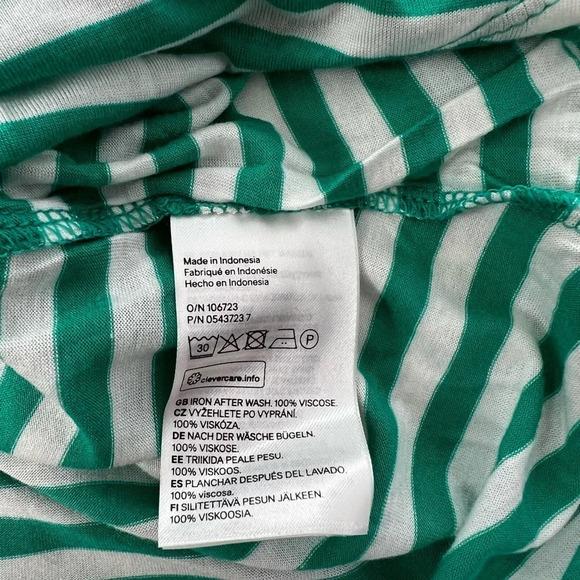 Made in Indonesia
Fabriqué en Indonésie
Hecho en Indonesia
O/N 106723
P/N 0543723 7
30 P
clevercare.info
GB IRON AFTER WASH. 100% VISCOSE.
CZ VYŽEHLETE PO VYPRÁNÍ.
100% VISKÓZA.
DE NACH DER WÄSCHE BÜGELN.
100% VISKOSE.
EE TRIIKIDA PEALE PESU.
100% VISKOOS.
ES PLANCHAR DESPUÉS DEL LAVADO.
100% viscosa.
FI SILITETTÄVÄ PESUN JÄLKEEN.
100% VISKOOSIA.